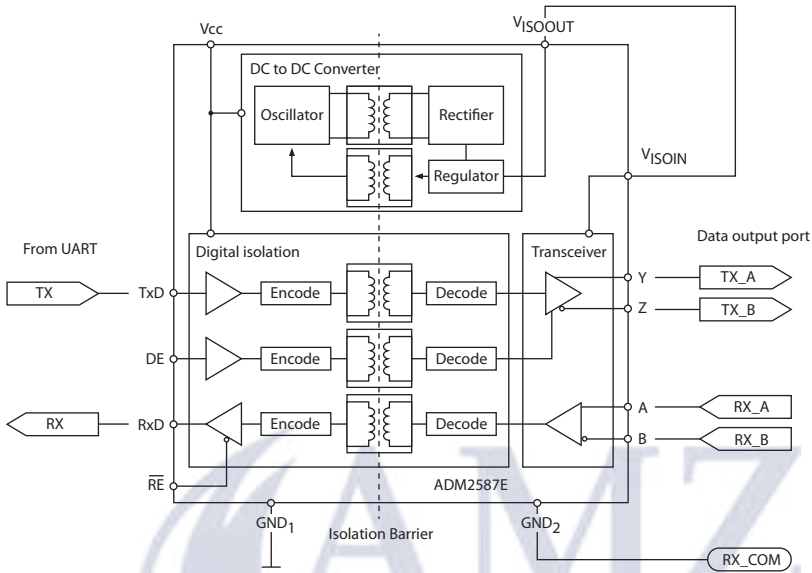 Vcc
VISOOUT
DC to DC Converter
Oscillator
Rectifier
Regulator
VISOIN
From UART
Digital isolation
Transceiver
Data output port
TX
TxD
Encode
Decode
Y
TX_A
Z
TX_B
DE
Encode
Decode
RX
RxD
Encode
Decode
A
RX_A
B
RX_B
RE
ADM2587E
GND1
Isolation Barrier
GND2
RX_COM
AMZ